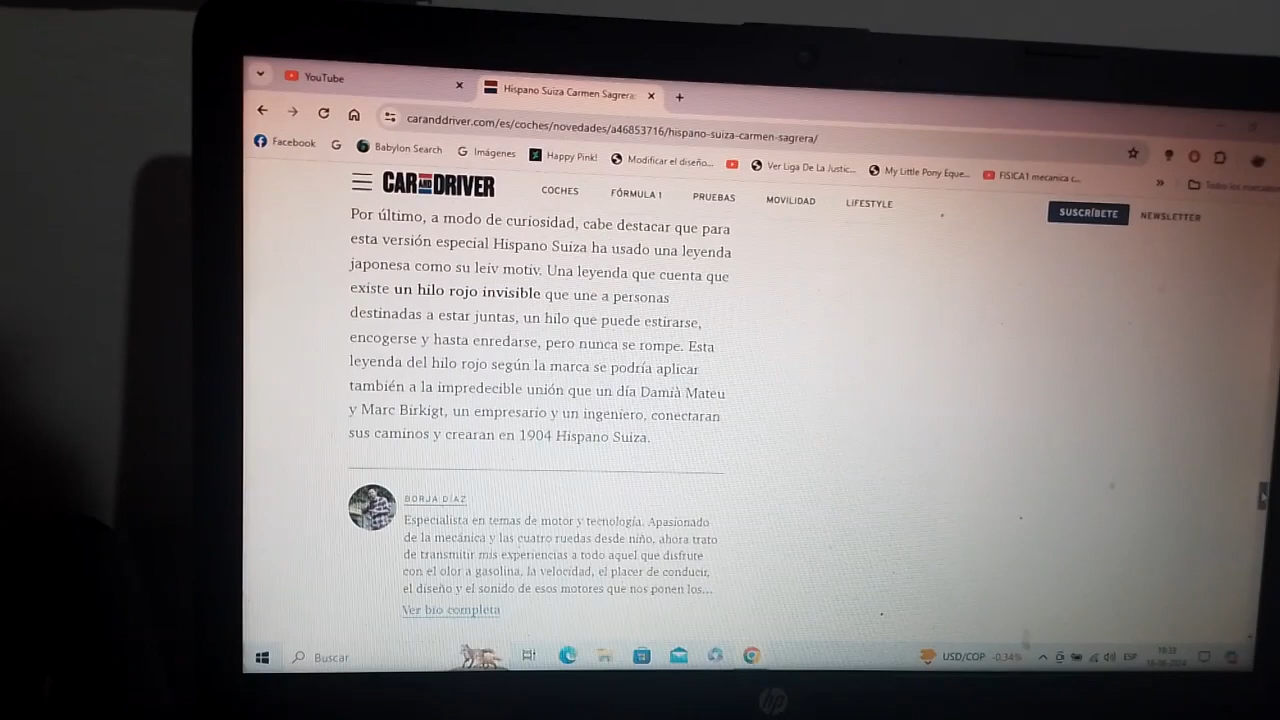 YouTube
Hispano Suiza Carmen Sagrera:
caranddriver.com/es/coches/novedades/a46853716/hispano-suiza-carmen-sagrera/
Facebook
Babylon Search
Imágenes
Happy Pink!
Modificar el diseño...
Ver Liga De La Justic...
My Little Pony Eque...
FISICA1 mecanica c...
CAR AND DRIVER
COCHES
FÓRMULA 1
PRUEBAS
MOVILIDAD
LIFESTYLE
SUSCRÍBETE
NEWSLETTER
Por último, a modo de curiosidad, cabe destacar que para
esta versión especial Hispano Suiza ha usado una leyenda
japonesa como su leiv motiv. Una leyenda que cuenta que
existe un hilo rojo invisible que une a personas
destinadas a estar juntas, un hilo que puede estirarse,
encogerse y hasta enredarse, pero nunca se rompe. Esta
leyenda del hilo rojo según la marca se podría aplicar
también a la impredecible unión que un día Damià Mateu
y Marc Birkigt, un empresario y un ingeniero, conectaran
sus caminos y crearan en 1904 Hispano Suiza.
BORJA DÍAZ
Especialista en temas de motor y tecnología. Apasionado
de la mecánica y las cuatro ruedas desde niño, ahora trato
de transmitir mis experiencias a todo aquel que disfrute
con el olor a gasolina, la velocidad, el placer de conducir,
el diseño y el sonido de esos motores que nos ponen los...
Ver bio completa
Buscar
USD/COP -0.34%
ESP
hp